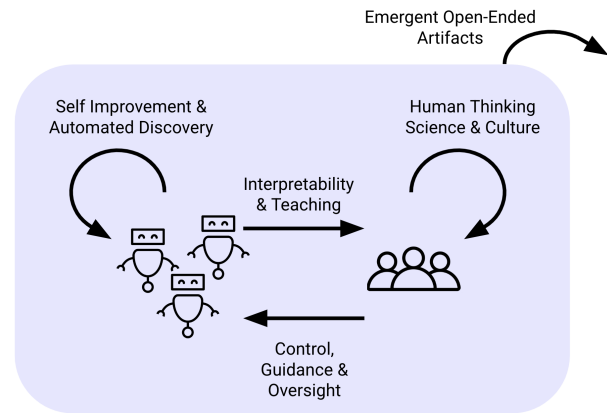 Emergent Open-Ended
Artifacts
Self Improvement &
Automated Discovery
Human Thinking
Science & Culture
Interpretability
& Teaching
Control,
Guidance &
Oversight